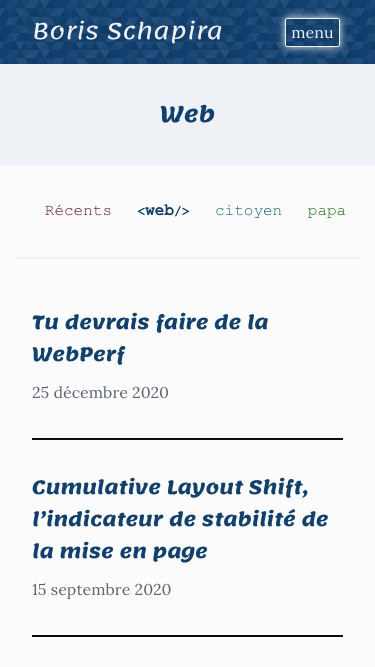 Boris Schapira
menu
Web
Récents <web/> citoyen papa
Tu devrais faire de la
WebPerf
25 décembre 2020
Cumulative Layout Shift,
l’indicateur de stabilité de
la mise en page
15 septembre 2020